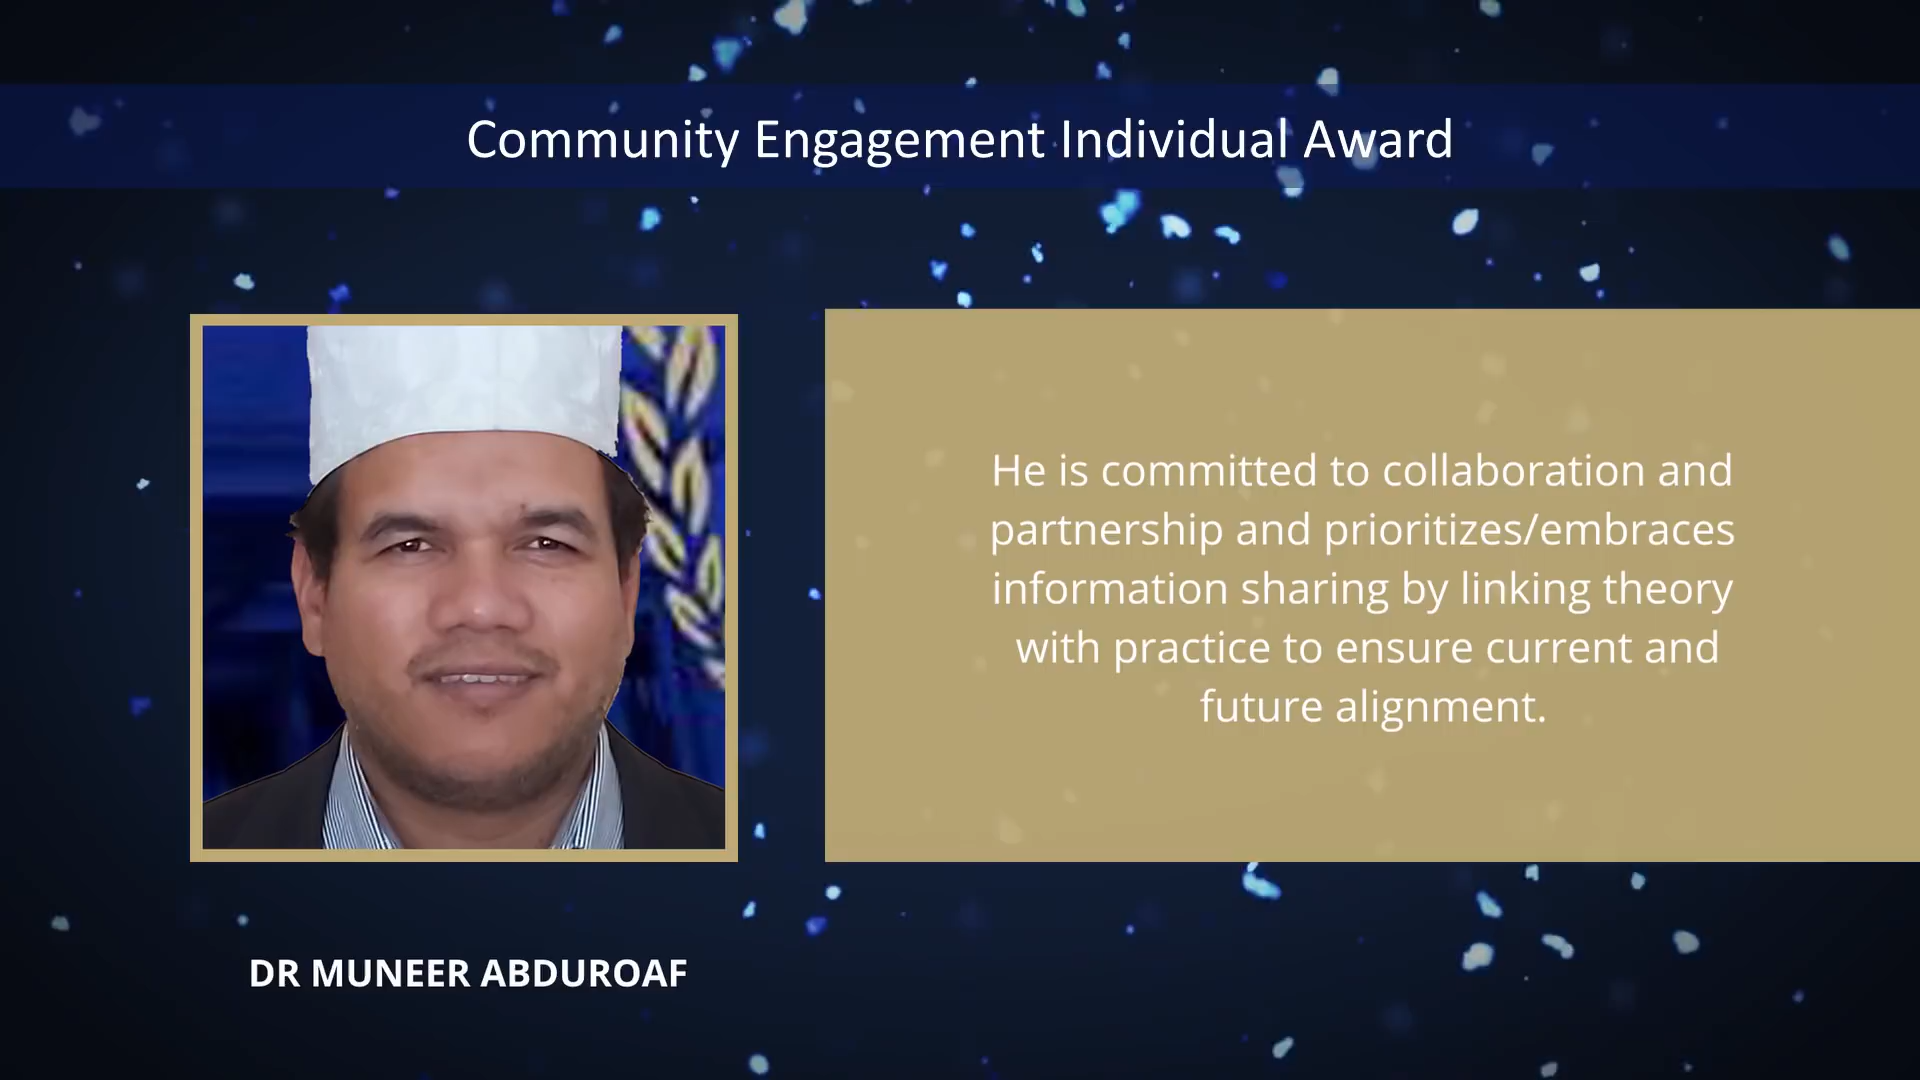 Community Engagement Individual Award
He is committed to collaboration and
partnership and prioritizes/embraces
information sharing by linking theory
with practice to ensure current and
future alignment.
DR MUNEER ABDUROAF